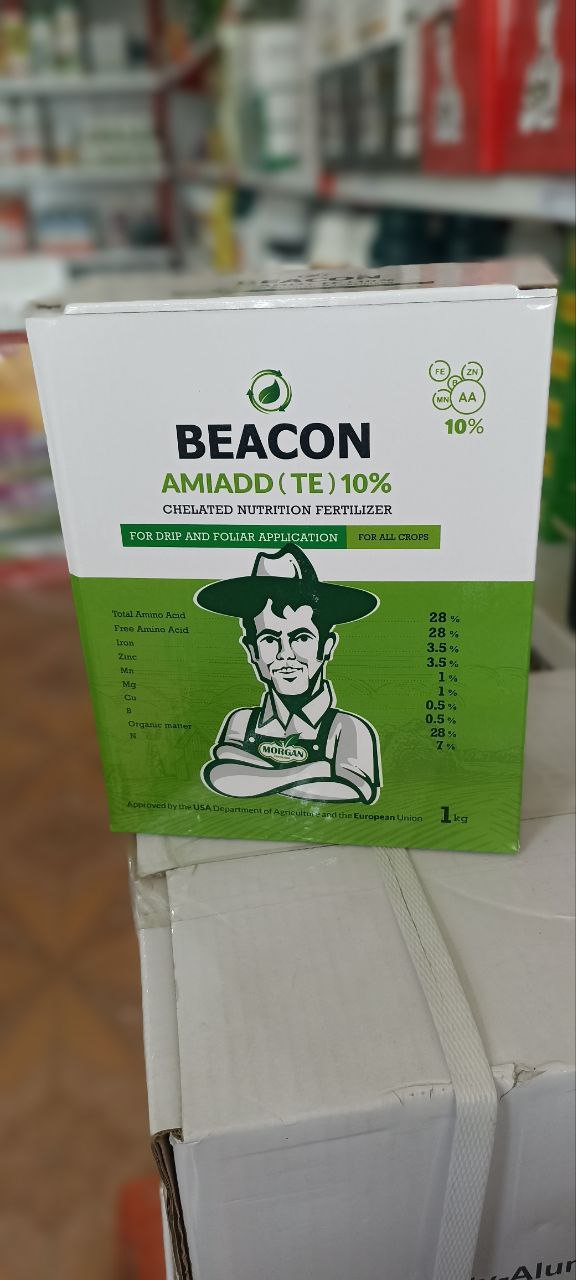 BEACON
FE
ZN
B
MN
AA
10%
BEACON
AMIADD (TE) 10%
CHELATED NUTRITION FERTILIZER
FOR DRIP AND FOLIAR APPLICATION FOR ALL CROPS
Total Amino Acid 28 %
Free Amino Acid 28 %
Iron 3.5 %
Zinc 3.5 %
Mn 1 %
Mg 1 %
Cu 0.5 %
B 0.5 %
Organic matter 28 %
N 7 %
MORGAN
Approved by the USA Department of Agriculture and the European Union 1 kg